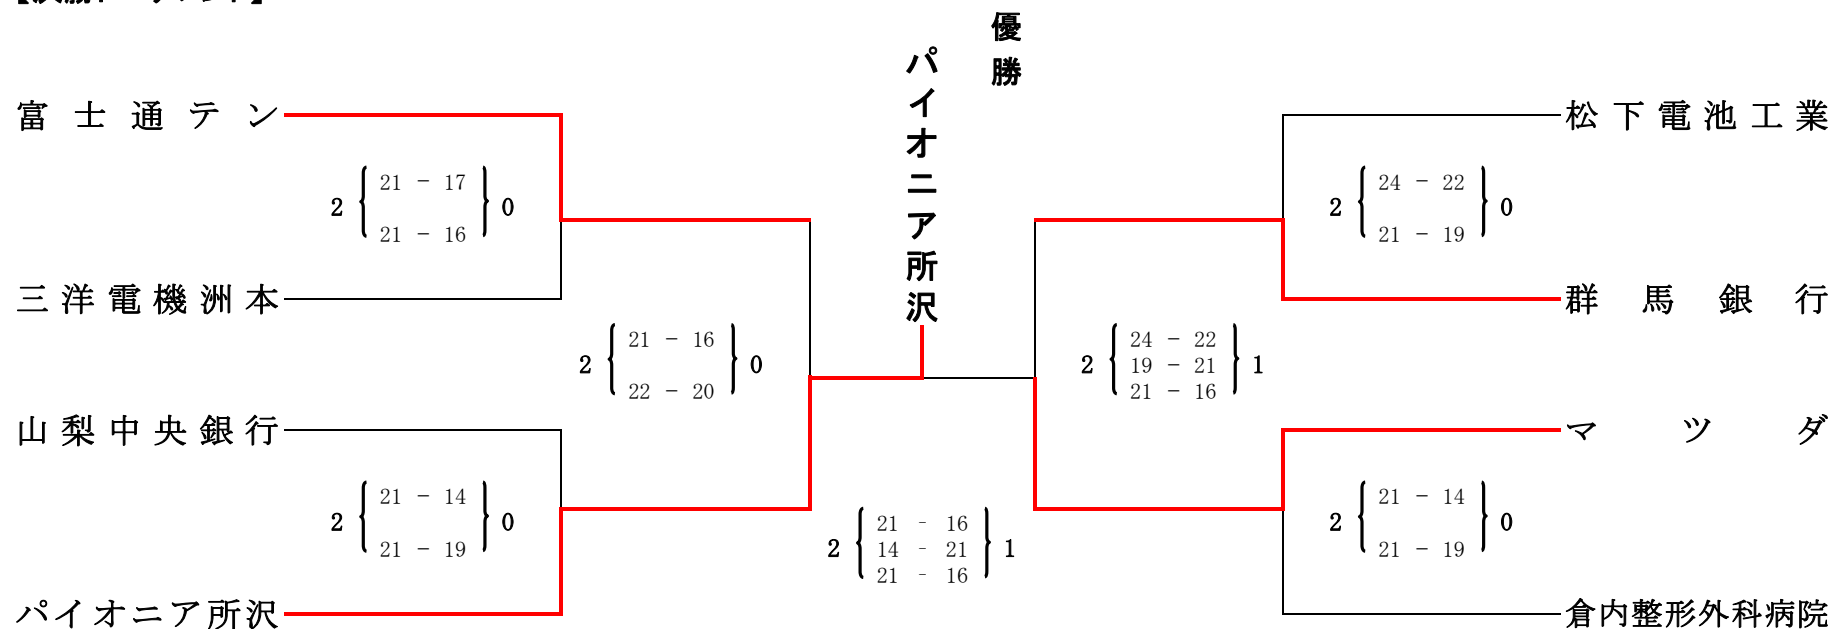 優勝
パイオニア所沢
富士通テン
2 { 21 - 17 } 0
21 - 16
三洋電機洲本
2 { 21 - 16 } 0
22 - 20
山梨中央銀行
2 { 21 - 14 } 0
21 - 19
パイオニア所沢
2 { 21 - 16 } 1
14 - 21
21 - 16
松下電池工業
2 { 24 - 22 } 0
21 - 19
群馬銀行
2 { 24 - 22 } 1
19 - 21
21 - 16
マツダ
2 { 21 - 14 } 0
21 - 19
倉内整形外科病院